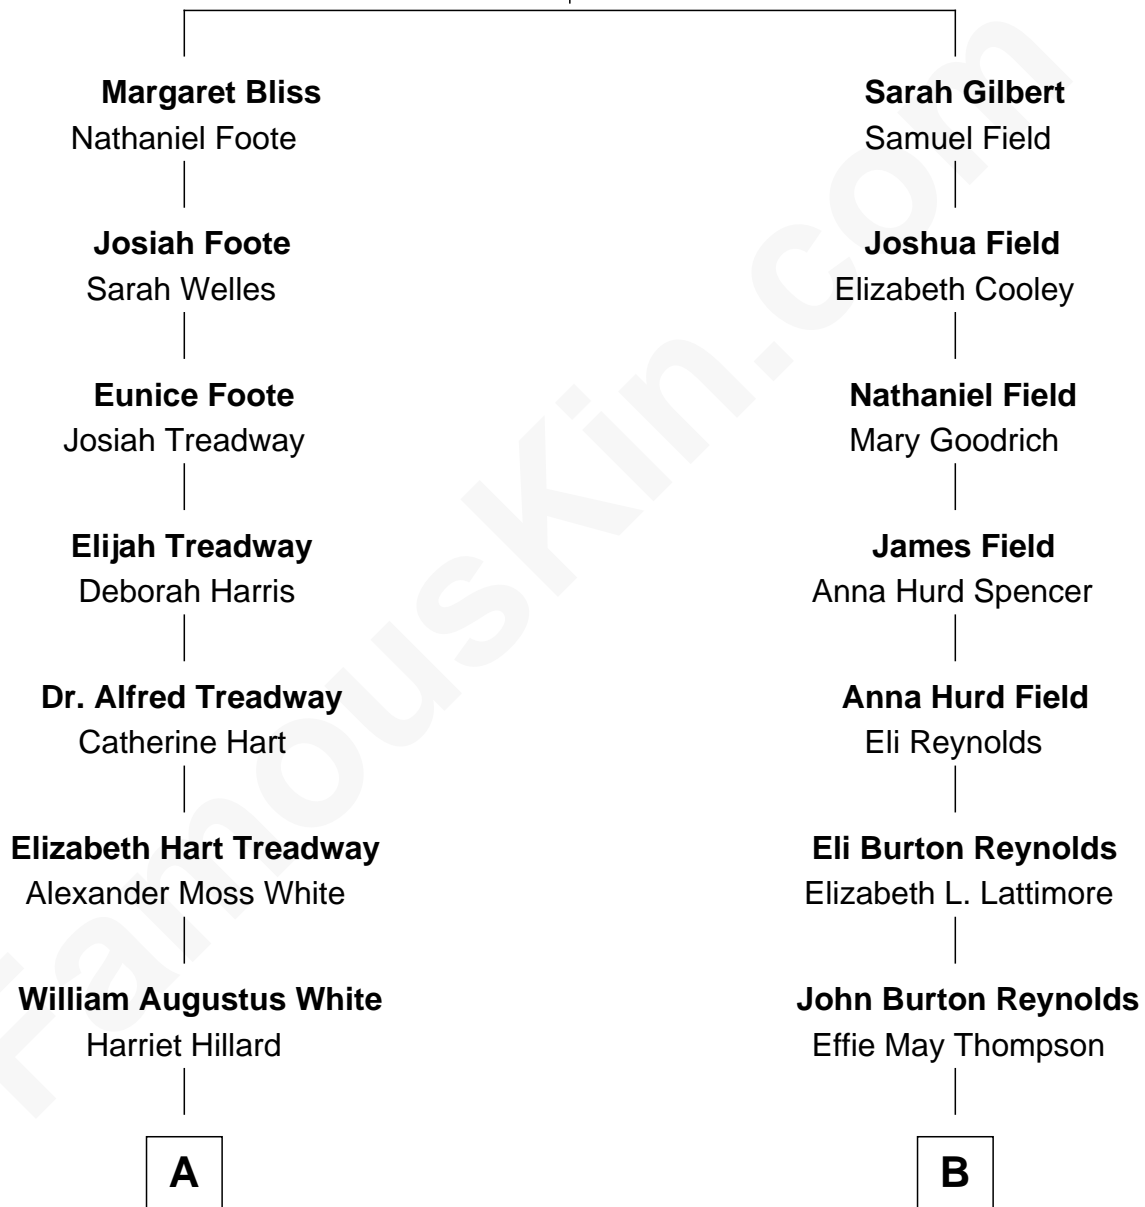 Margaret Bliss
Nathaniel Foote
Sarah Gilbert
Samuel Field
Josiah Foote
Sarah Welles
Joshua Field
Elizabeth Cooley
Eunice Foote
Josiah Treadway
Nathaniel Field
Mary Goodrich
Elijah Treadway
Deborah Harris
James Field
Anna Hurd Spencer
Dr. Alfred Treadway
Catherine Hart
Anna Hurd Field
Eli Reynolds
Elizabeth Hart Treadway
Alexander Moss White
Eli Burton Reynolds
Elizabeth L. Lattimore
William Augustus White
Harriet Hillard
John Burton Reynolds
Effie May Thompson
A
B
FamousKin.com